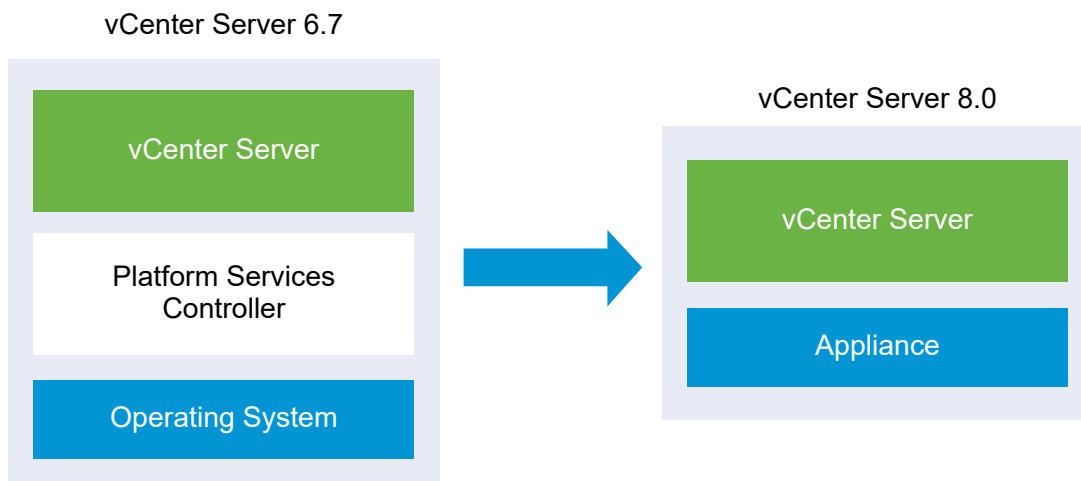 vCenter Server 6.7
vCenter Server
Platform Services
Controller
Operating System
vCenter Server 8.0
vCenter Server
Appliance